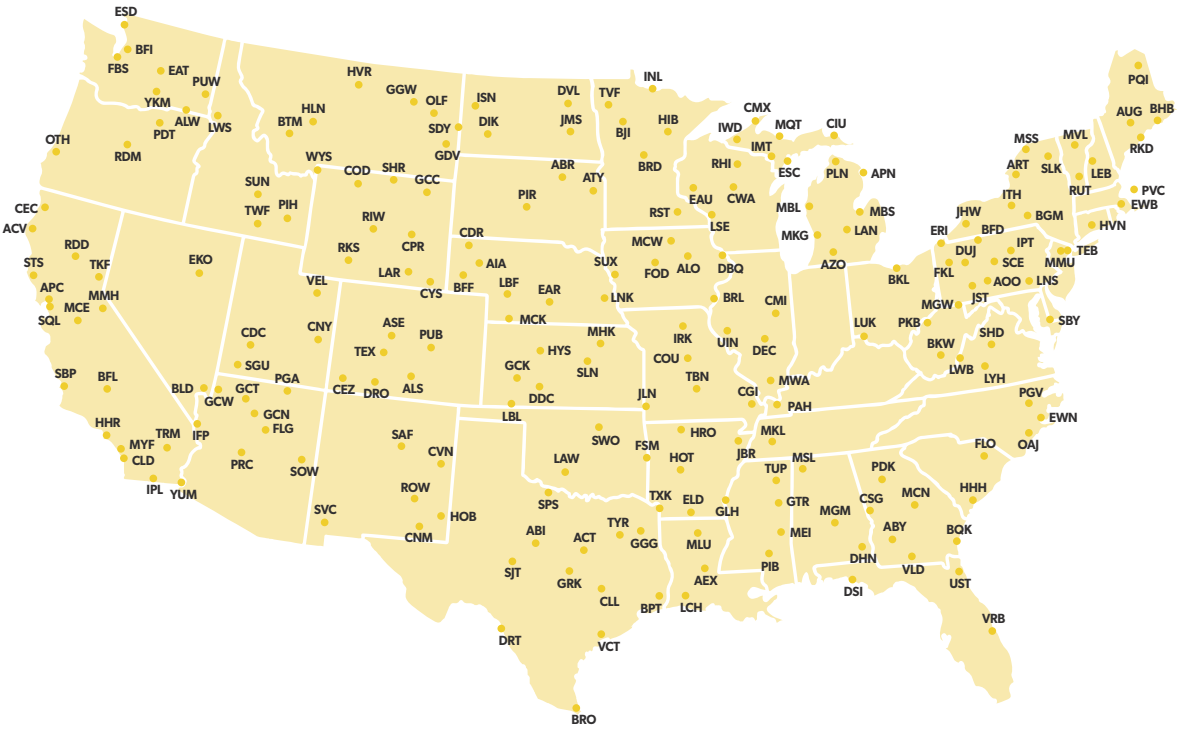 ESD
BFI
FBS
EAT
PUW
YKM
ALW
LWS
PDT
OTH
RDM
HVR
GGW
OLF
HLN
BTM
SDY
GDV
WYS
ISN
DVL
DIK
JMS
TVF
INL
BJI
HIB
BRD
CMX
IWD
MQT
CIU
IMT
RHI
ESC
PLN
APN
EAU
CWA
MBL
MBS
RST
LSE
MKG
LAN
AZO
PQI
AUG
BHB
MVL
RKD
MSS
ART
SLK
LEB
RUT
PVC
ITH
EWB
BGM
JHW
HVN
BFD
ERI
IPT
TEB
DUJ
SCE
MMU
FKL
AOO
LNS
JST
BKL
MGW
SBY
PKB
SHD
BKW
LWB
LYH
COD
SHR
GCC
SUN
TWF
PIH
RIW
CPR
RKS
LAR
CYS
ABR
ATY
PIR
CDR
AIA
BFF
LBF
EAR
MCK
SUX
LNK
MCW
FOD
ALO
DBQ
BRL
CMI
UIN
DEC
LUK
MWA
CGI
PAH
CEC
ACV
RDD
STS
TKF
APC
MCE
MMH
SQL
EKO
VEL
CDC
CNY
SGU
SBP
BFL
BLD
GCW
GCT
PGA
GCN
FLG
IFP
HHR
MYF
TRM
CLD
IPL
YUM
PRC
SOW
ASE
PUB
TEX
CEZ
DRO
ALS
HYS
MHK
GCK
SLN
DDC
LBL
IRK
COU
TBN
JLN
SAF
CVN
ROW
HOB
SVC
CNM
SWO
LAW
FSM
HRO
JBR
HOT
TXK
ELD
GLH
SPS
ABI
ACT
TYR
GGG
SJT
GRK
CLL
BPT
DRT
VCT
BRO
MLU
AEX
LCH
MKL
MSL
TUP
GTR
MEI
PIB
MGM
DHN
DSI
PDK
CSG
MCN
ABY
BQK
VLD
UST
VRB
PGV
EWN
OAJ
FLO
HHH